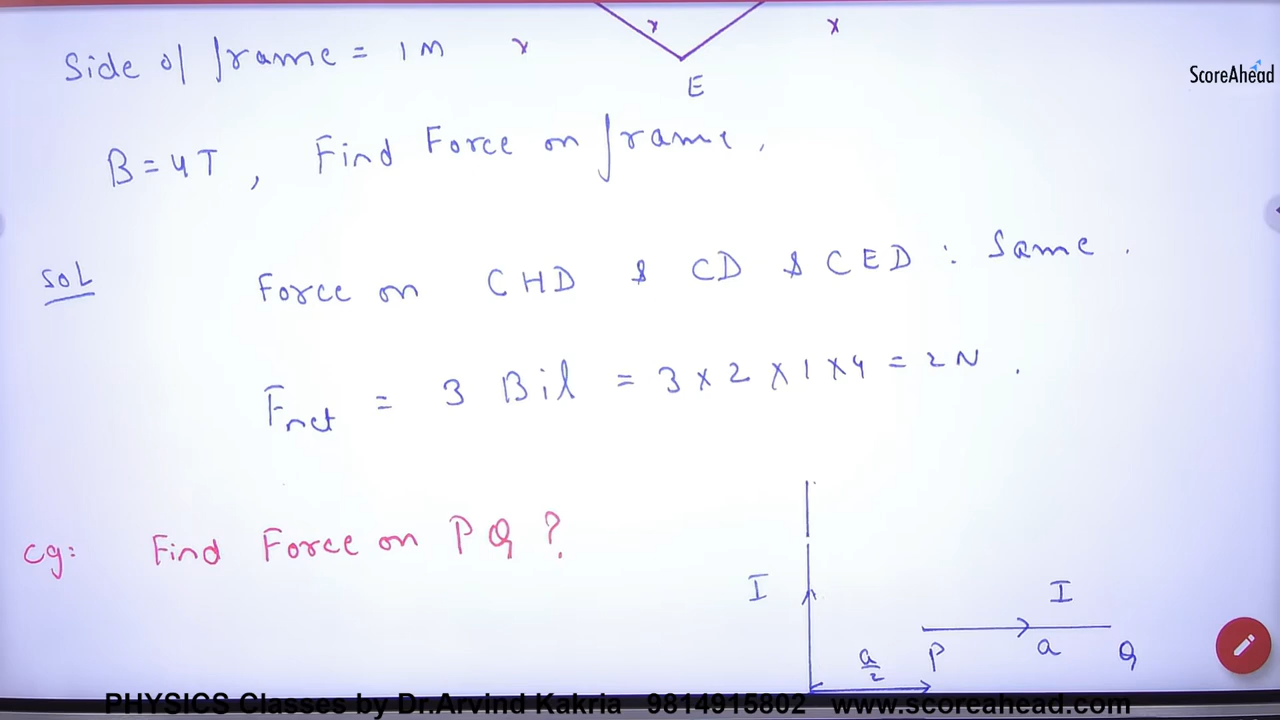 Side of frame = 1 m x x x
E
ScoreAhead
B = 4T , Find Force on frame .
Sol Force on CHD & CD & CED : Same .
Fnet = 3 Bil = 3 x 2 x 1 x 4 = 2 N .
eg: Find Force on PQ ?
I I
a/2 P a Q
PHYSICS Classes by Dr.Arvind Kakria 9814915802 www.scoreahead.com